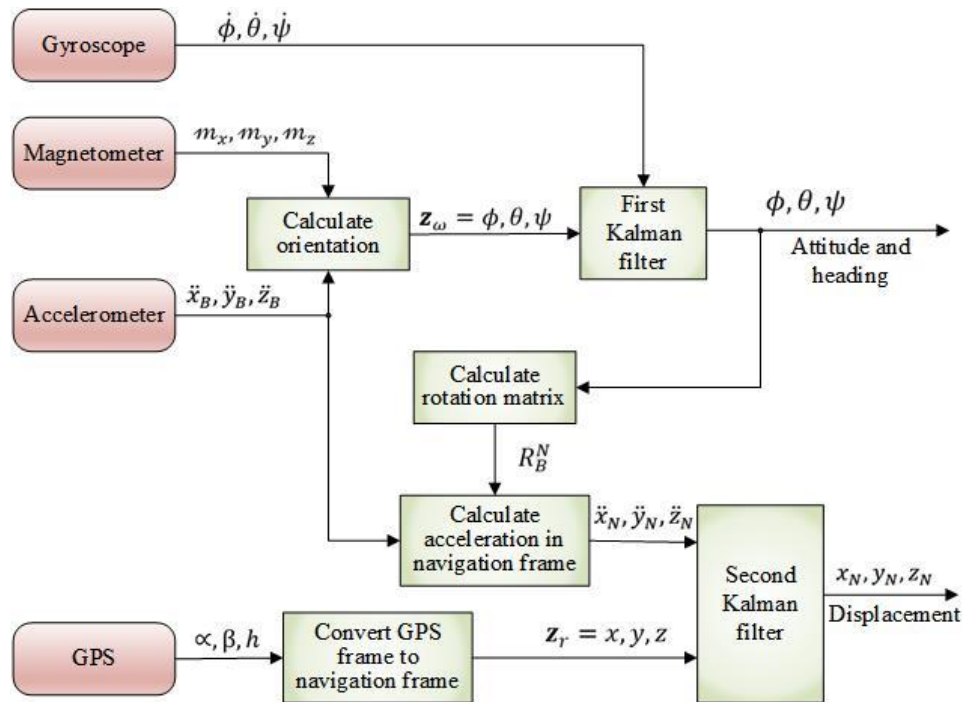 Gyroscope
ϕ̇, θ̇, ψ̇
Magnetometer
m_x, m_y, m_z
Calculate
orientation
𝒛_ω = ϕ, θ, ψ
First
Kalman
filter
ϕ, θ, ψ
Attitude and
heading
Accelerometer
ẍ_B, ÿ_B, z̈_B
Calculate
rotation matrix
R_B^N
Calculate
acceleration in
navigation frame
ẍ_N, ÿ_N, z̈_N
Second
Kalman
filter
x_N, y_N, z_N
Displacement
GPS
∝, β, h
Convert GPS
frame to
navigation frame
𝒛_r = x, y, z